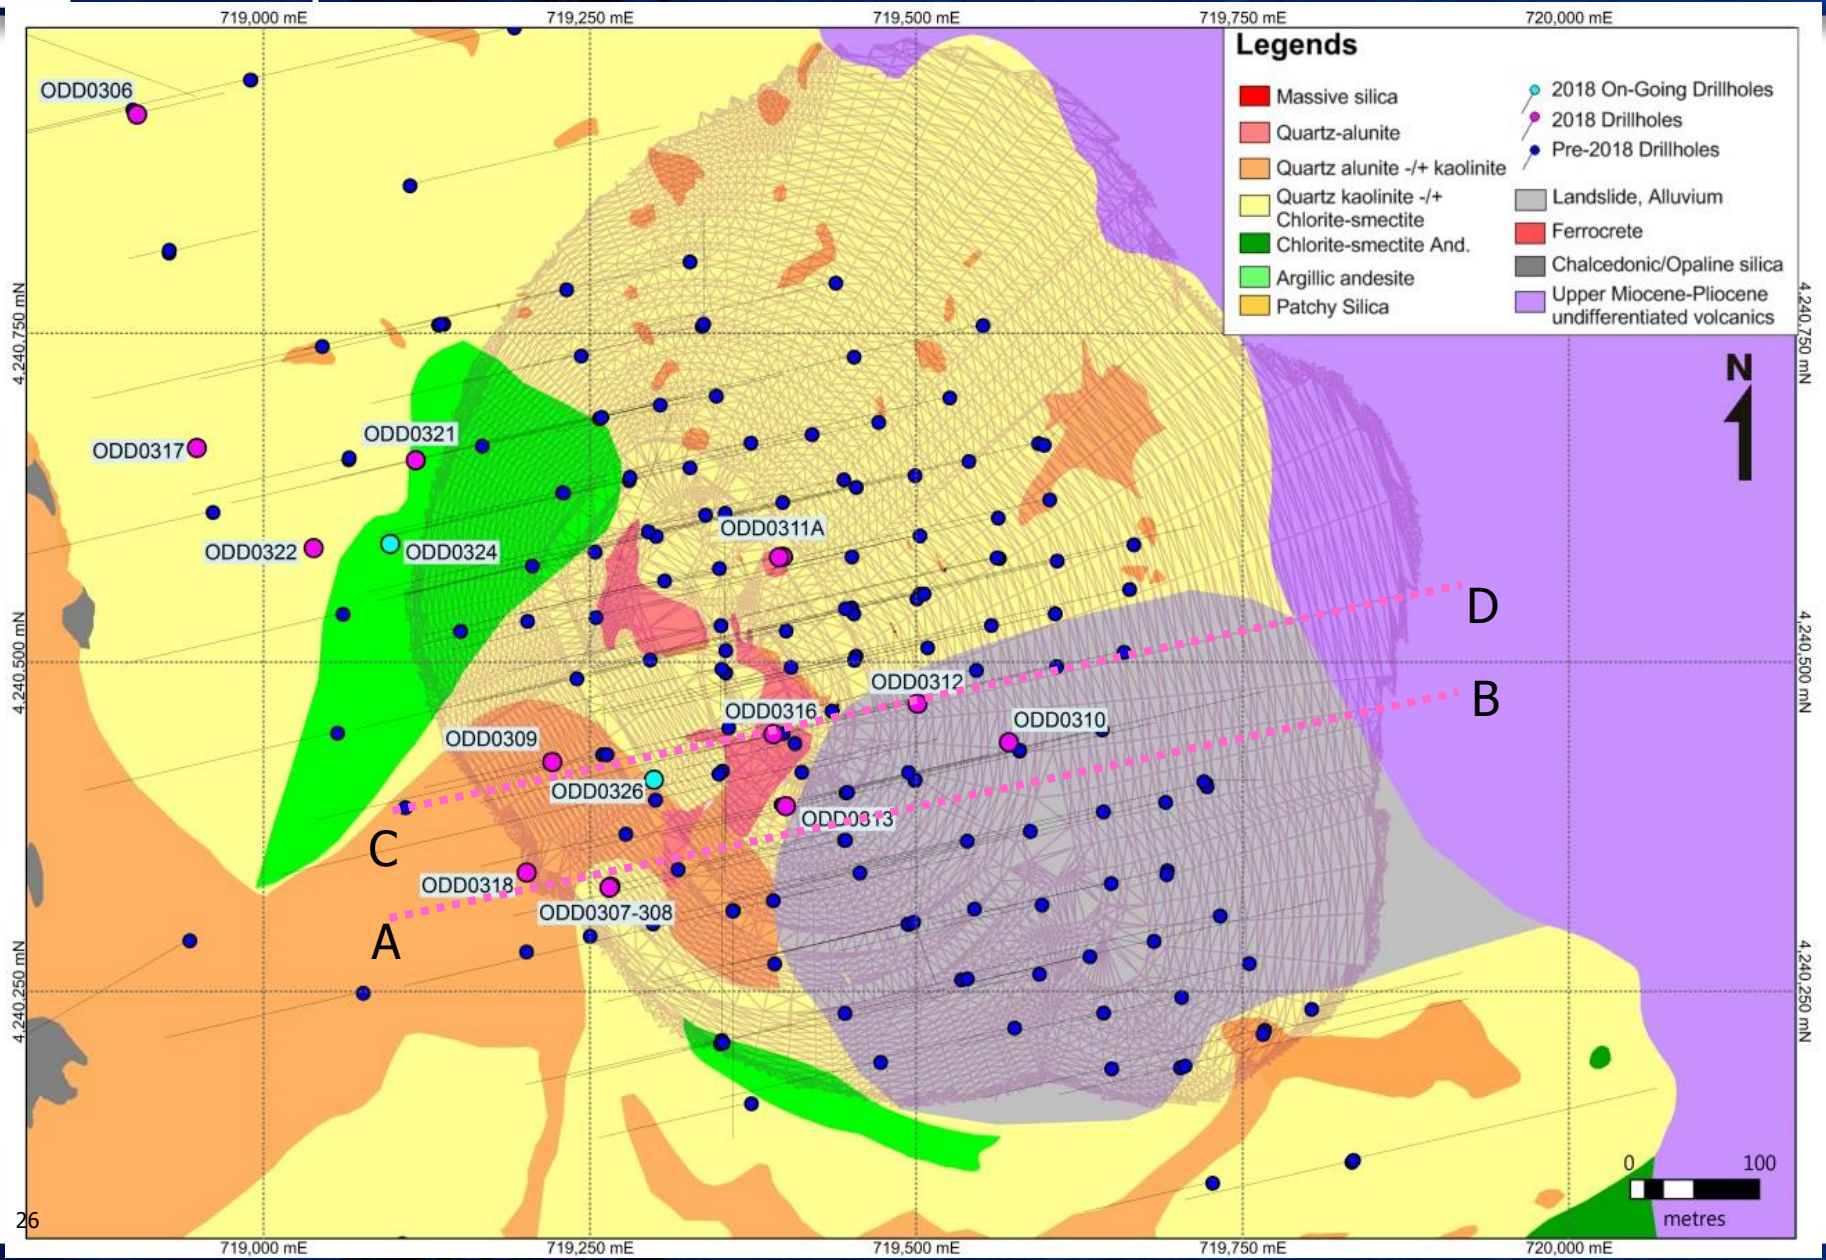 719,000 mE 719,250 mE 719,500 mE 719,750 mE 720,000 mE
Legends
Massive silica
Quartz-alunite
Quartz alunite -/+ kaolinite
Quartz kaolinite -/+
Chlorite-smectite
Chlorite-smectite And.
Argillic andesite
Patchy Silica
2018 On-Going Drillholes
2018 Drillholes
Pre-2018 Drillholes
Landslide, Alluvium
Ferrocrete
Chalcedonic/Opaline silica
Upper Miocene-Pliocene
undifferentiated volcanics
ODD0306
4,240,750 mN
4,240,750 mN
N
ODD0321
ODD0317
ODD0311A
ODD0322
ODD0324
D
4,240,500 mN
4,240,500 mN
ODD0312
B
ODD0316
ODD0310
ODD0309
ODD0326
ODD0313
C
ODD0318
ODD0307-308
A
4,240,250 mN
4,240,250 mN
0 100
metres
26
719,000 mE 719,250 mE 719,500 mE 719,750 mE 720,000 mE